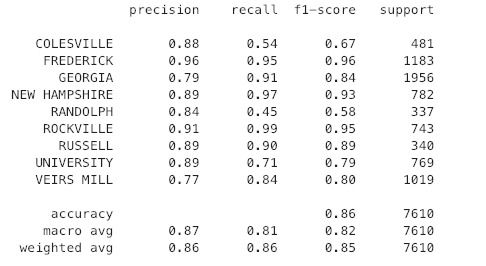 precision recall f1-score support
COLESVILLE 0.88 0.54 0.67 481
FREDERICK 0.96 0.95 0.96 1183
GEORGIA 0.79 0.91 0.84 1956
NEW HAMPSHIRE 0.89 0.97 0.93 782
RANDOLPH 0.84 0.45 0.58 337
ROCKVILLE 0.91 0.99 0.95 743
RUSSELL 0.89 0.90 0.89 340
UNIVERSITY 0.89 0.71 0.79 769
VEIRS MILL 0.77 0.84 0.80 1019
accuracy 0.86 7610
macro avg 0.87 0.81 0.82 7610
weighted avg 0.86 0.86 0.85 7610